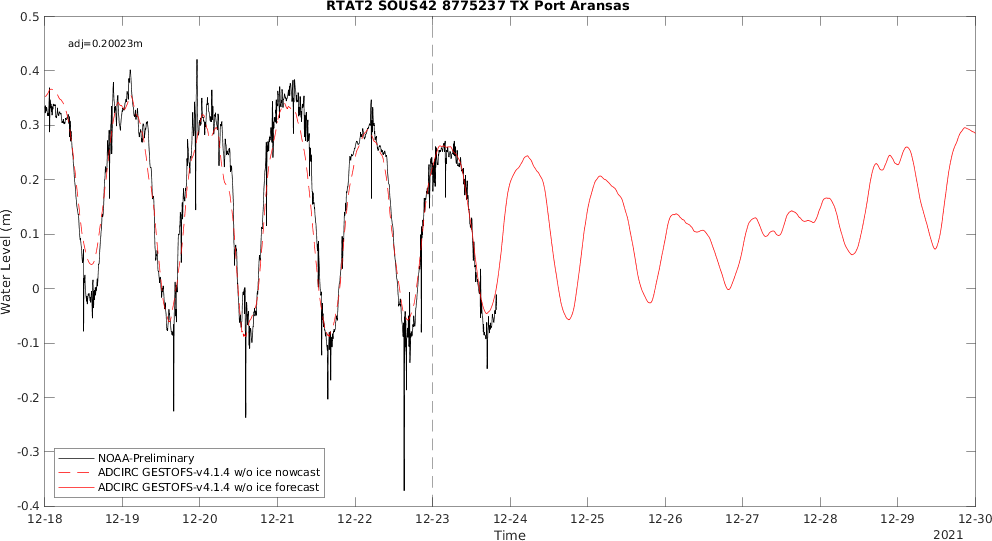 RTAT2 SOUS42 8775237 TX Port Aransas
adj=0.20023m
0.5
0.4
0.3
0.2
0.1
0
-0.1
-0.2
-0.3
-0.4
Water Level (m)
NOAA-Preliminary
ADCIRC GESTOFS-v4.1.4 w/o ice nowcast
ADCIRC GESTOFS-v4.1.4 w/o ice forecast
12-18 12-19 12-20 12-21 12-22 12-23 12-24 12-25 12-26 12-27 12-28 12-29 12-30
Time
2021